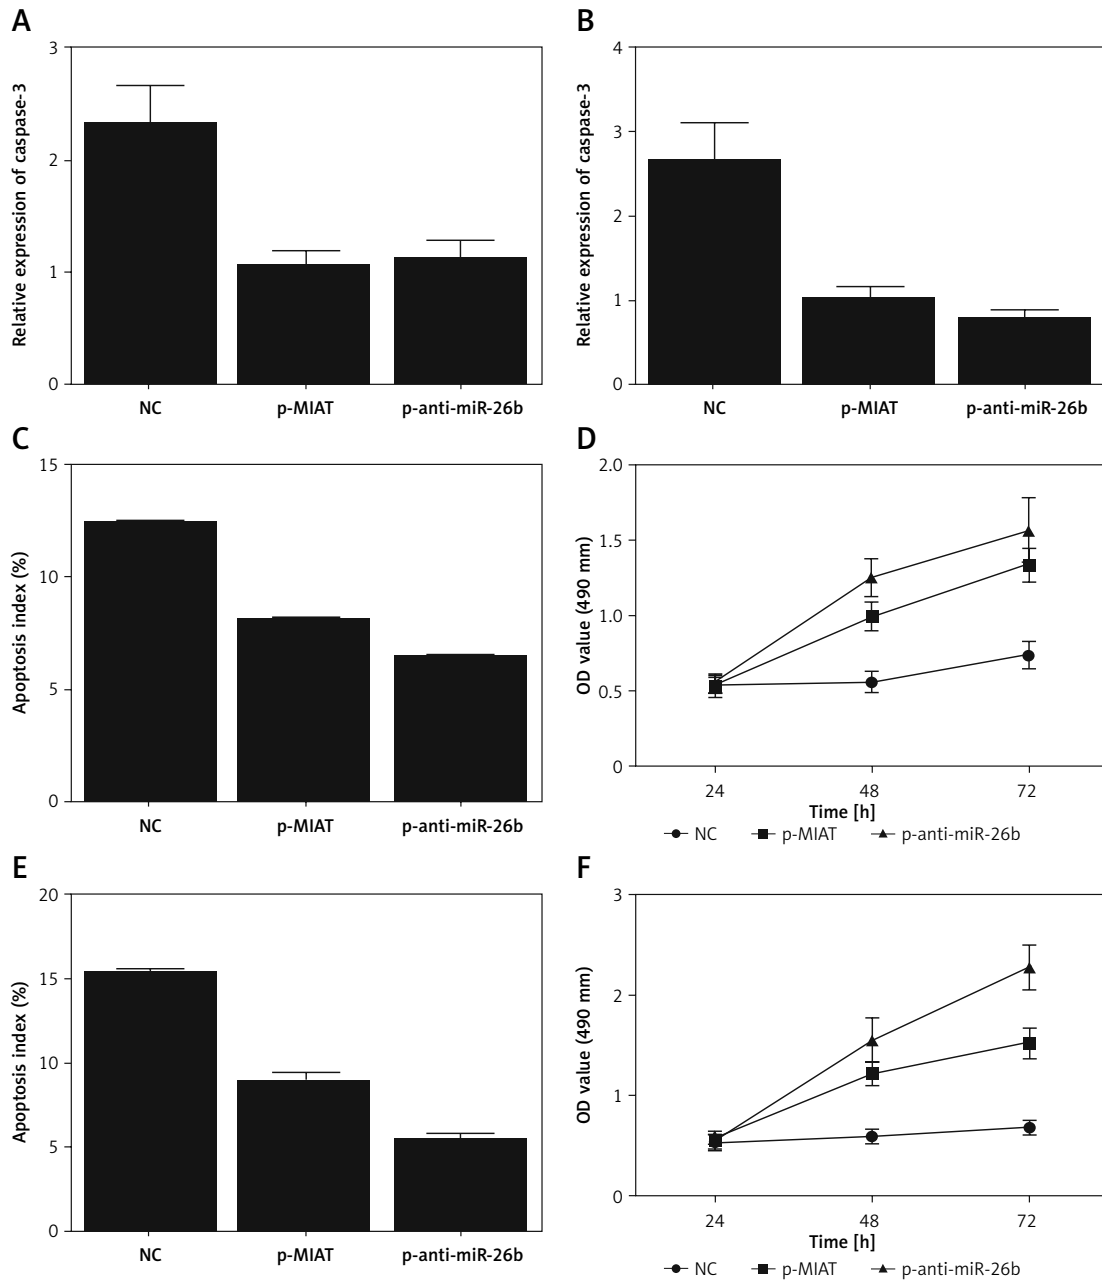 A
Relative expression of caspase-3
3
2
1
0
NC p-MIAT p-anti-miR-26b
B
Relative expression of caspase-3
4
3
2
1
0
NC p-MIAT p-anti-miR-26b
C
Apoptosis index (%)
15
10
5
0
NC p-MIAT p-anti-miR-26b
D
OD value (490 mm)
2.0
1.5
1.0
0.5
0
24 48 72
Time [h]
NC p-MIAT p-anti-miR-26b
E
Apoptosis index (%)
20
15
10
5
0
NC p-MIAT p-anti-miR-26b
F
OD value (490 mm)
3
2
1
0
24 48 72
Time [h]
NC p-MIAT p-anti-miR-26b